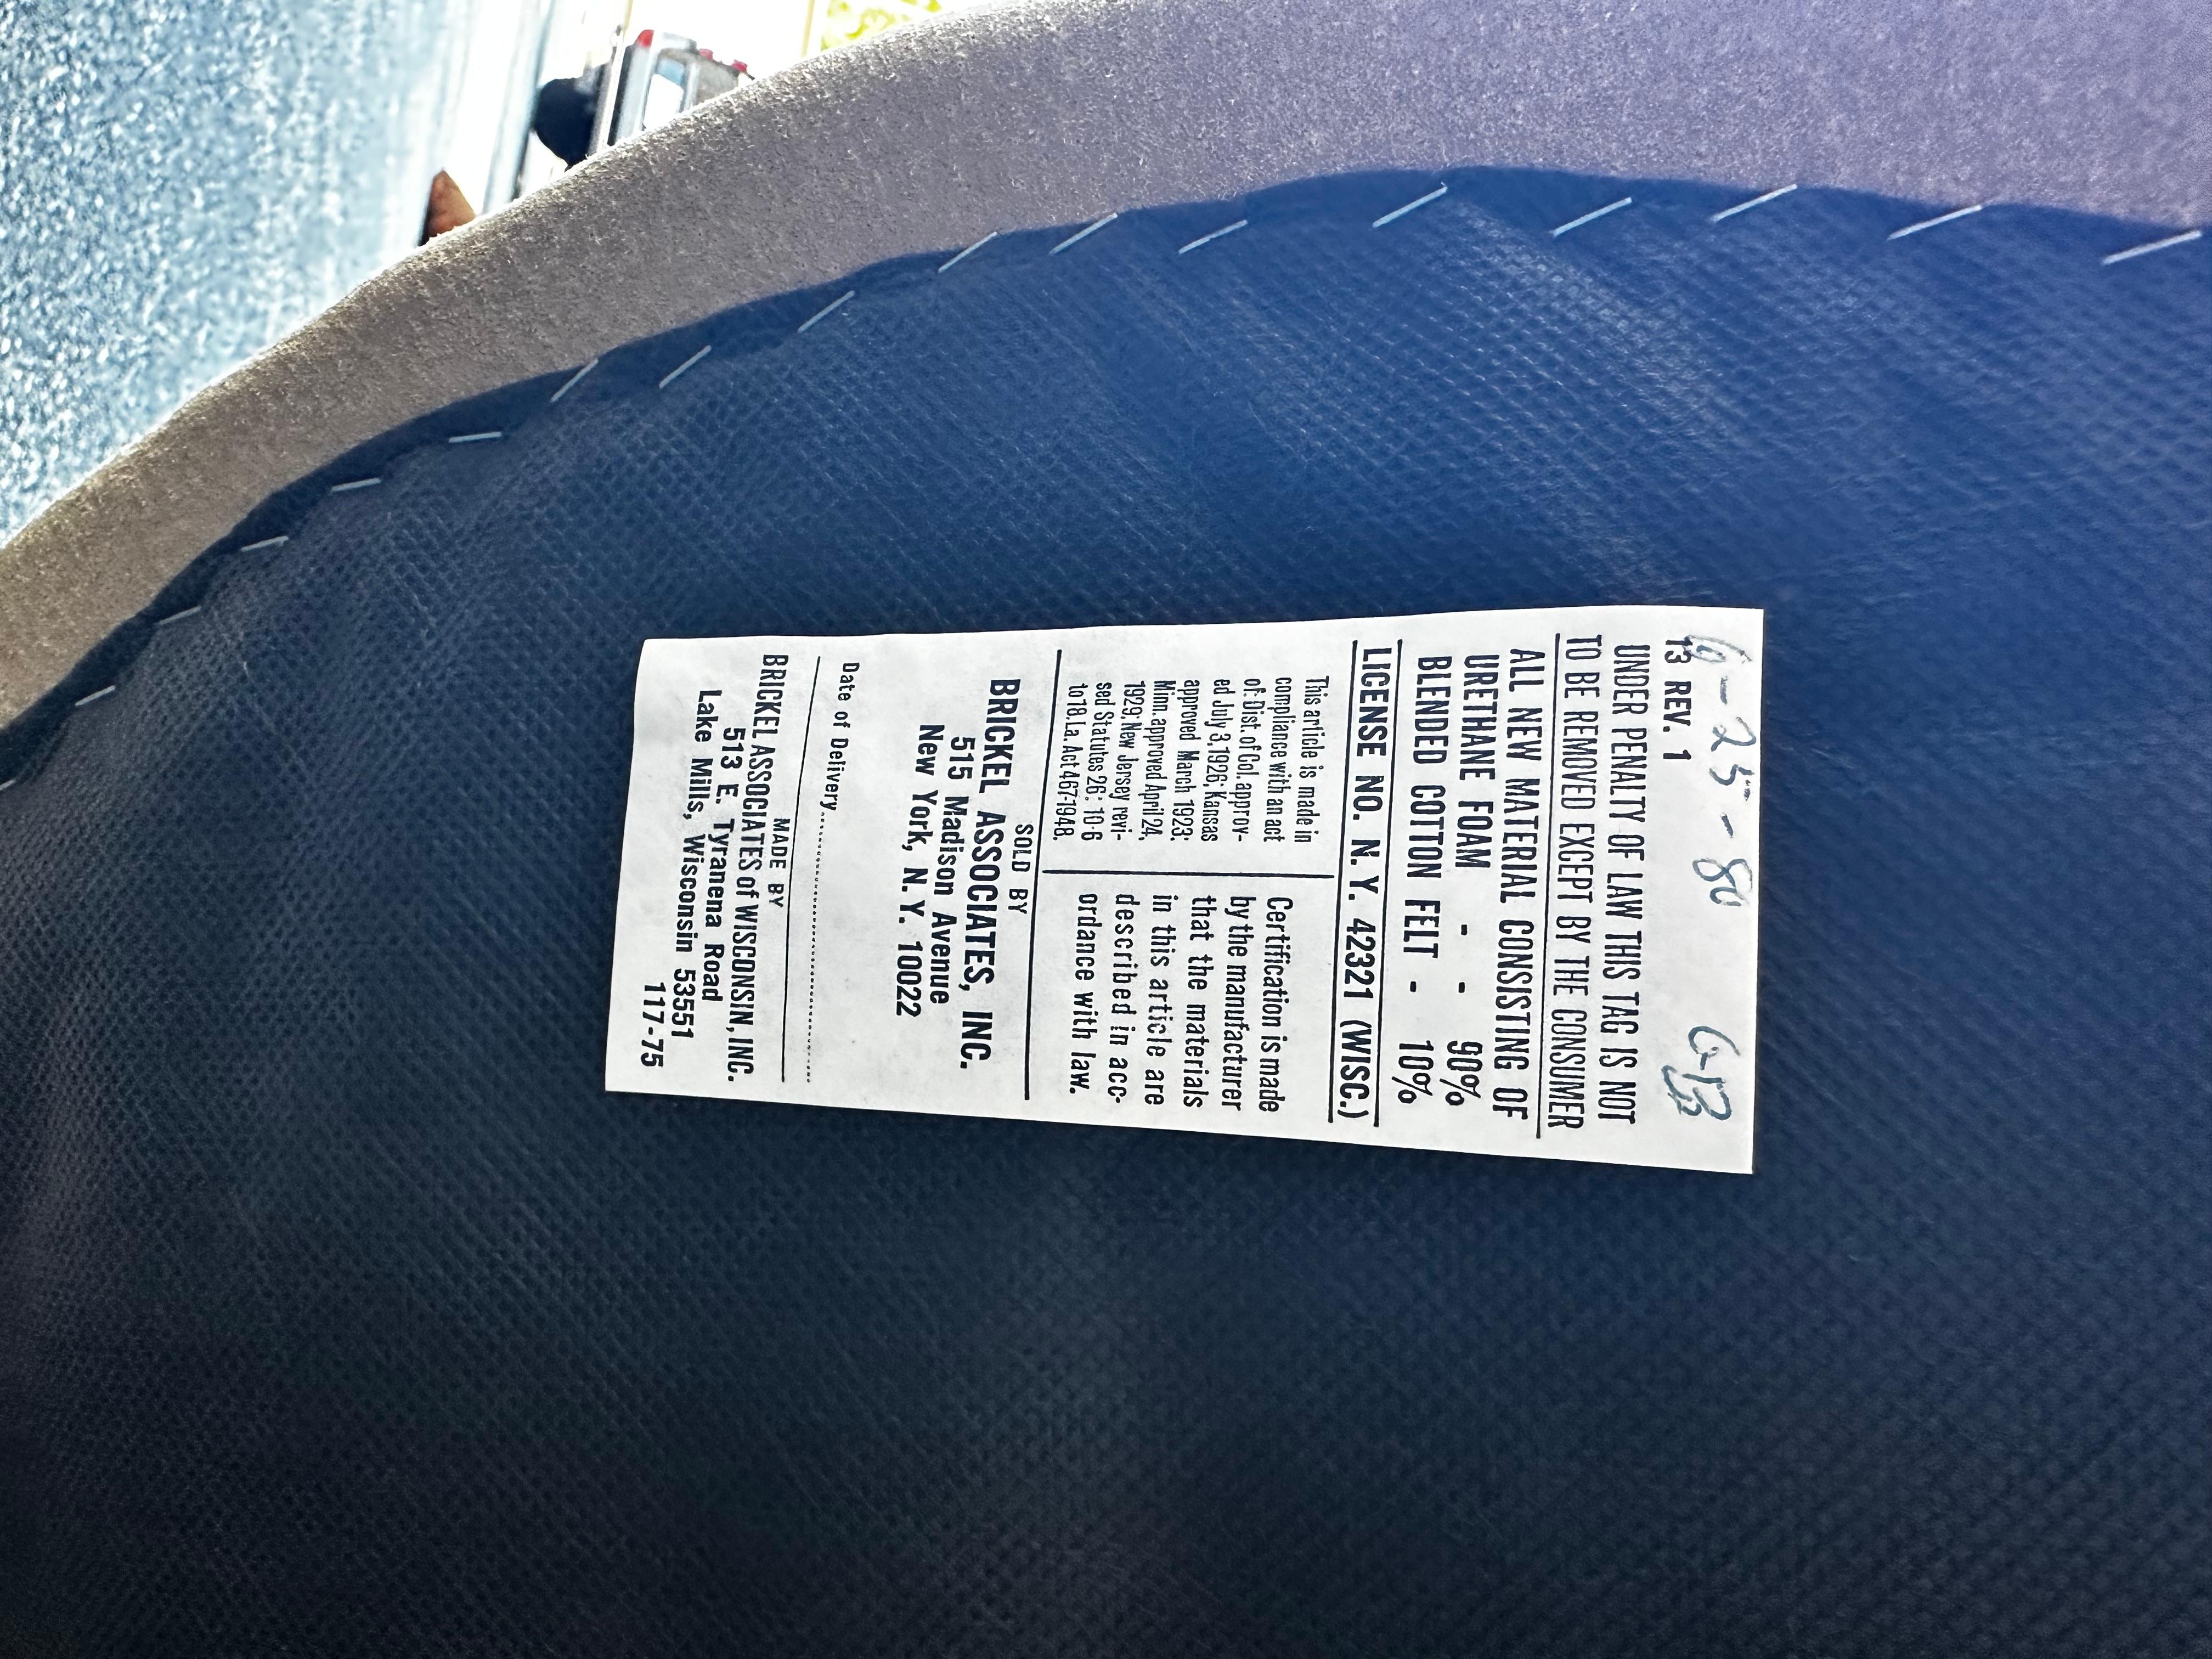 6-25-80 GB
13 REV. 1
UNDER PENALTY OF LAW THIS TAG IS NOT
TO BE REMOVED EXCEPT BY THE CONSUMER
ALL NEW MATERIAL CONSISTING OF
URETHANE FOAM - - 90%
BLENDED COTTON FELT - 10%
LICENSE NO. N. Y. 42321 (WISC.)
This article is made in
compliance with an act
of: Dist. of Col. approv-
ed July 3, 1926; Kansas
approved March 1923;
Minn. approved April 24,
1929; New Jersey revi-
sed Statutes 26: 10-6
to 18. La. Act 467-1948.
Certification is made
by the manufacturer
that the materials
in this article are
described in acc-
ordance with law.
SOLD BY
BRICKEL ASSOCIATES, INC.
515 Madison Avenue
New York, N. Y. 10022
Date of Delivery
MADE BY
BRICKEL ASSOCIATES of WISCONSIN, INC.
513 E. Tyranena Road
Lake Mills, Wisconsin 53551
117-75